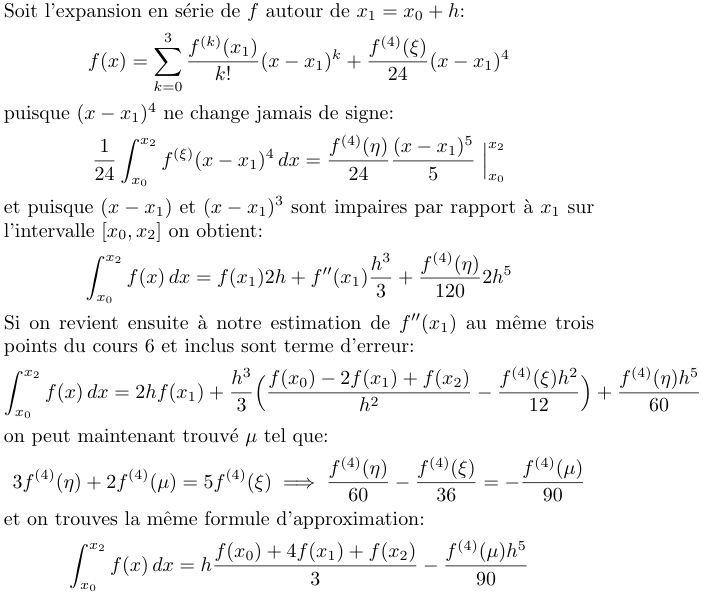 Soit l'expansion en série de $f$ autour de $x_1 = x_0 + h$:
$f(x) = \sum_{k=0}^{3} \frac{f^{(k)}(x_1)}{k!}(x - x_1)^k + \frac{f^{(4)}(\xi)}{24}(x - x_1)^4$
puisque $(x - x_1)^4$ ne change jamais de signe:
$\frac{1}{24} \int_{x_0}^{x_2} f^{(\xi)}(x - x_1)^4 \, dx = \frac{f^{(4)}(\eta)}{24} \frac{(x - x_1)^5}{5} \Big|_{x_0}^{x_2}$
et puisque $(x - x_1)$ et $(x - x_1)^3$ sont impaires par rapport à $x_1$ sur
l'intervalle $[x_0, x_2]$ on obtient:
$\int_{x_0}^{x_2} f(x) \, dx = f(x_1)2h + f''(x_1)\frac{h^3}{3} + \frac{f^{(4)}(\eta)}{120}2h^5$
Si on revient ensuite à notre estimation de $f''(x_1)$ au même trois
points du cours 6 et inclus sont terme d'erreur:
$\int_{x_0}^{x_2} f(x) \, dx = 2hf(x_1) + \frac{h^3}{3}\Big(\frac{f(x_0) - 2f(x_1) + f(x_2)}{h^2} - \frac{f^{(4)}(\xi)h^2}{12}\Big) + \frac{f^{(4)}(\eta)h^5}{60}$
on peut maintenant trouvé $\mu$ tel que:
$3f^{(4)}(\eta) + 2f^{(4)}(\mu) = 5f^{(4)}(\xi) \implies \frac{f^{(4)}(\eta)}{60} - \frac{f^{(4)}(\xi)}{36} = -\frac{f^{(4)}(\mu)}{90}$
et on trouves la même formule d'approximation:
$\int_{x_0}^{x_2} f(x) \, dx = h\frac{f(x_0) + 4f(x_1) + f(x_2)}{3} - \frac{f^{(4)}(\mu)h^5}{90}$